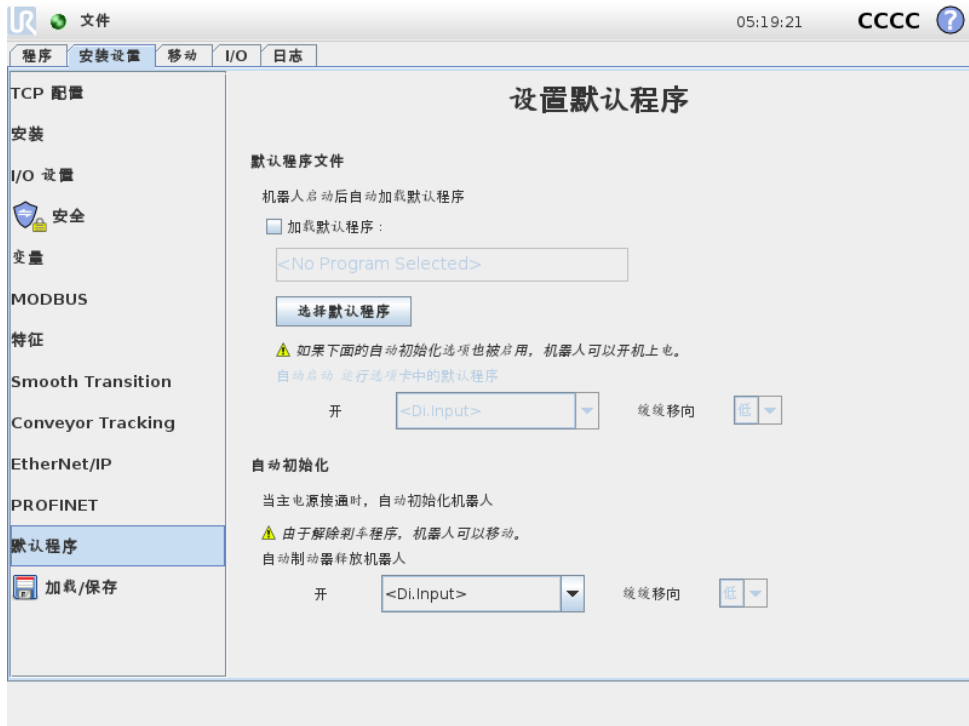 UR 文件 05:19:21 CCCC ?
程序 安装设置 移动 I/O 日志
TCP 配置
安装
I/O 设置
安全
变量
MODBUS
特征
Smooth Transition
Conveyor Tracking
EtherNet/IP
PROFINET
默认程序
加载/保存
设置默认程序
默认程序文件
机器人启动后自动加载默认程序
加载默认程序：
<No Program Selected>
选择默认程序
如果下面的自动初始化选项也被启用，机器人可以开机上电。
自动启动 运行选项卡中的默认程序
开 <Di.Input> 缓缓移向 低
自动初始化
当主电源接通时，自动初始化机器人
由于解除刹车程序，机器人可以移动。
自动制动器释放机器人
开 <Di.Input> 缓缓移向 低